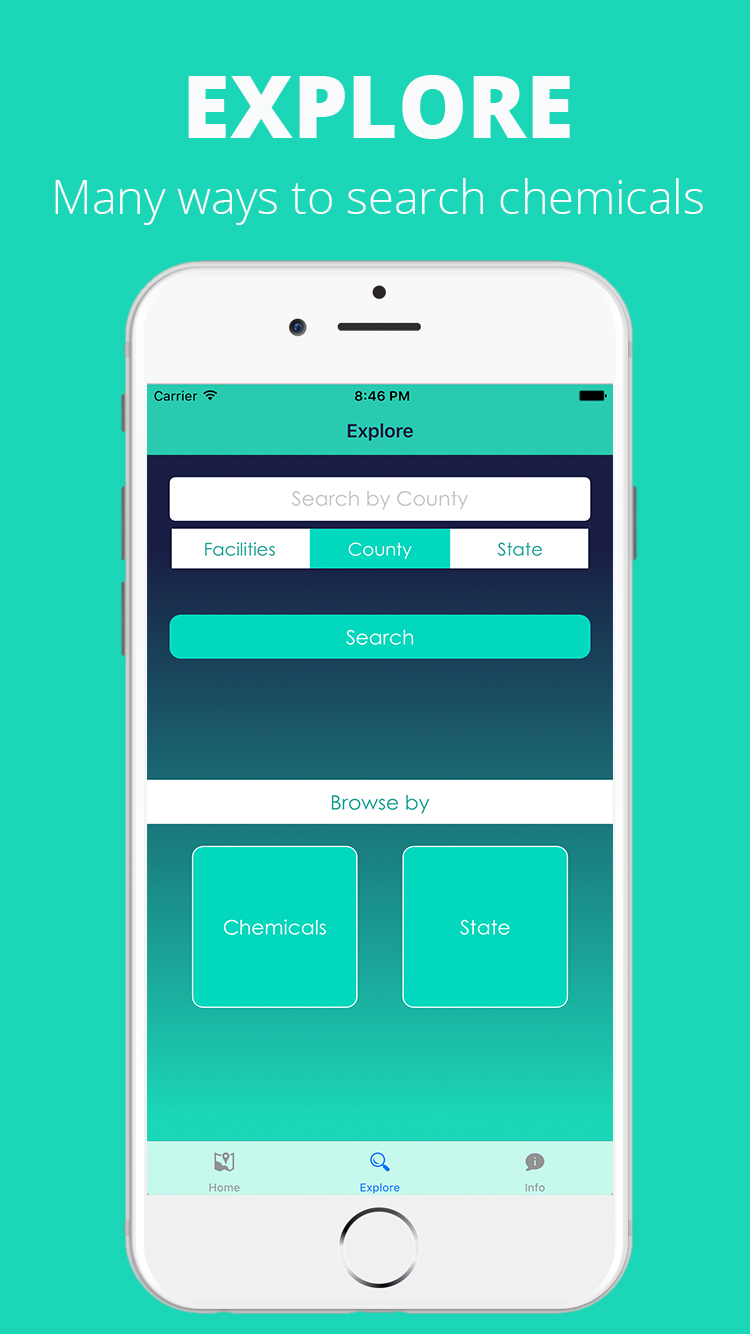 EXPLORE
Many ways to search chemicals
Carrier 8:46 PM
Explore
Search by County
Facilities County State
Search
Browse by
Chemicals State
Home Explore Info